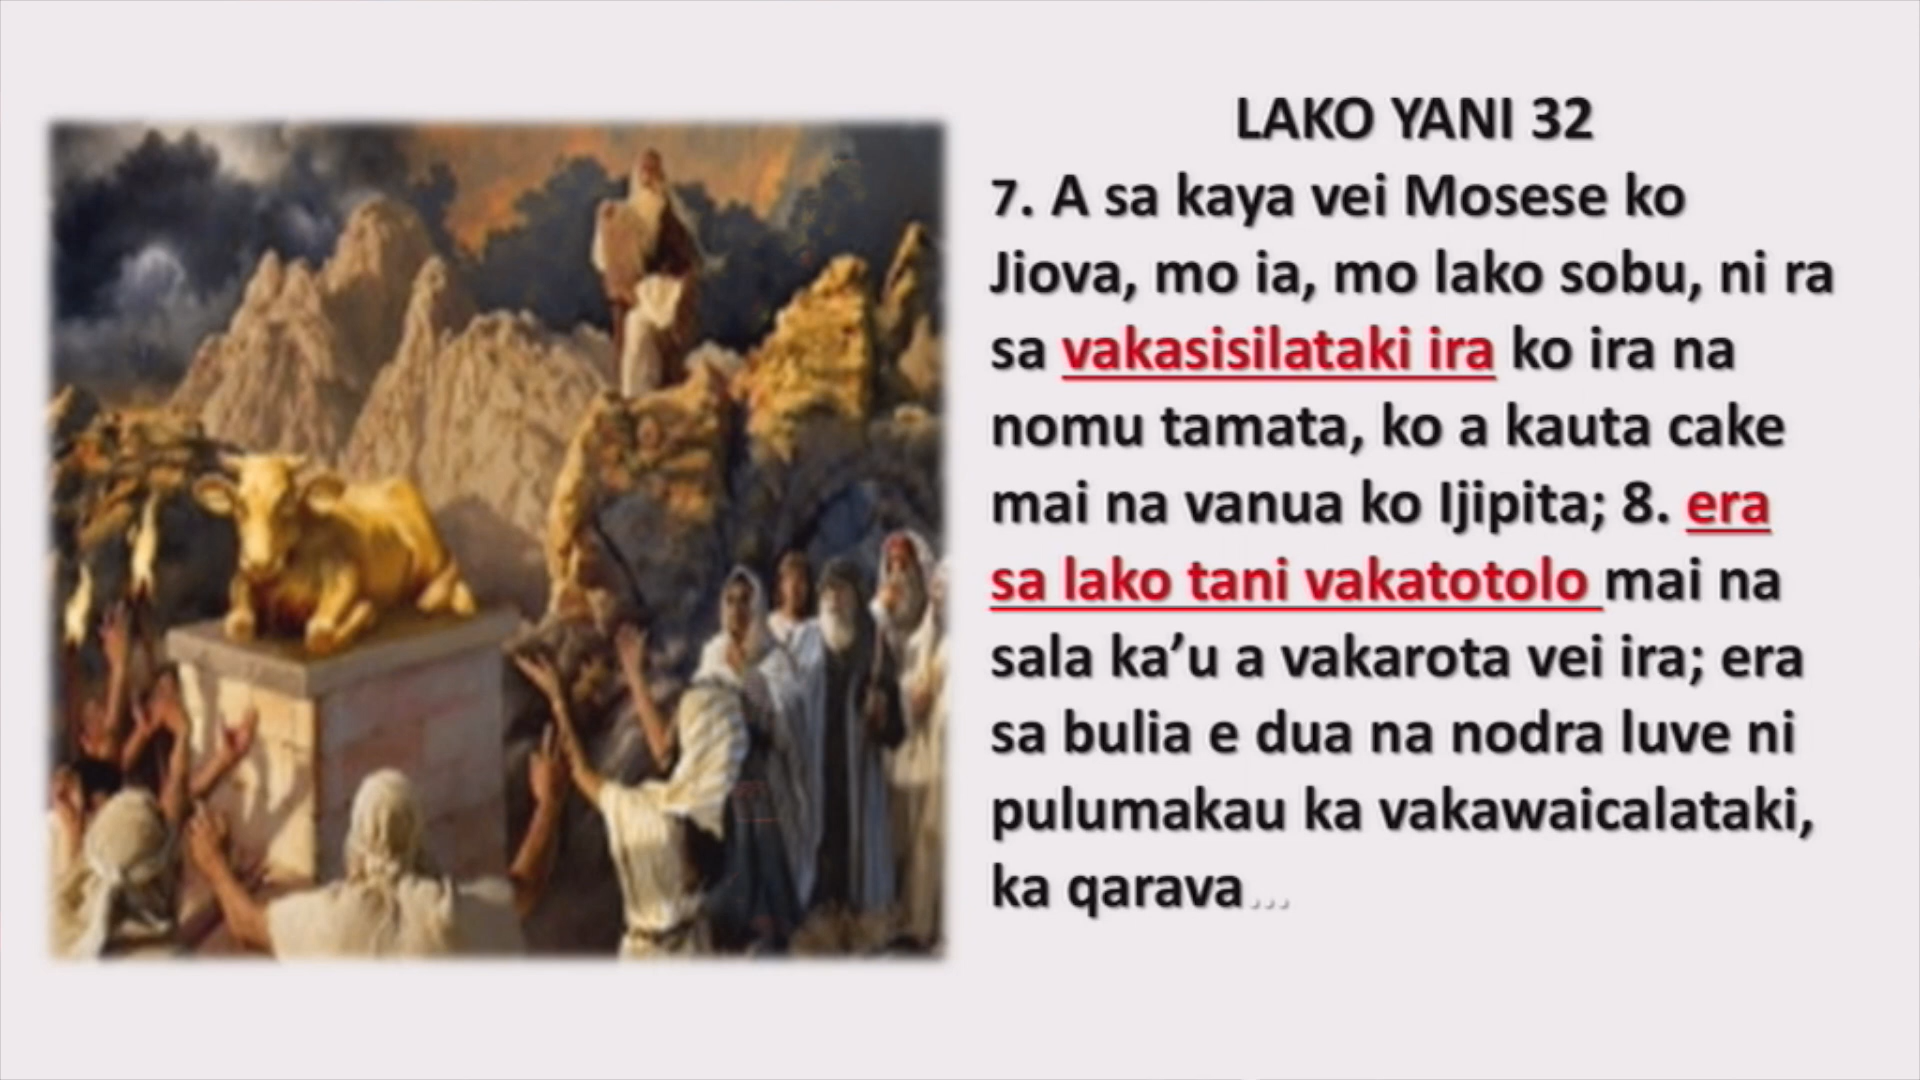 LAKO YANI 32
7. A sa kaya vei Mosese ko
Jiova, mo ia, mo lako sobu, ni ra
sa vakasisilataki ira ko ira na
nomu tamata, ko a kauta cake
mai na vanua ko Ijipita; 8. era
sa lako tani vakatotolo mai na
sala ka’u a vakarota vei ira; era
sa bulia e dua na nodra luve ni
pulumakau ka vakawaicalataki,
ka qarava...